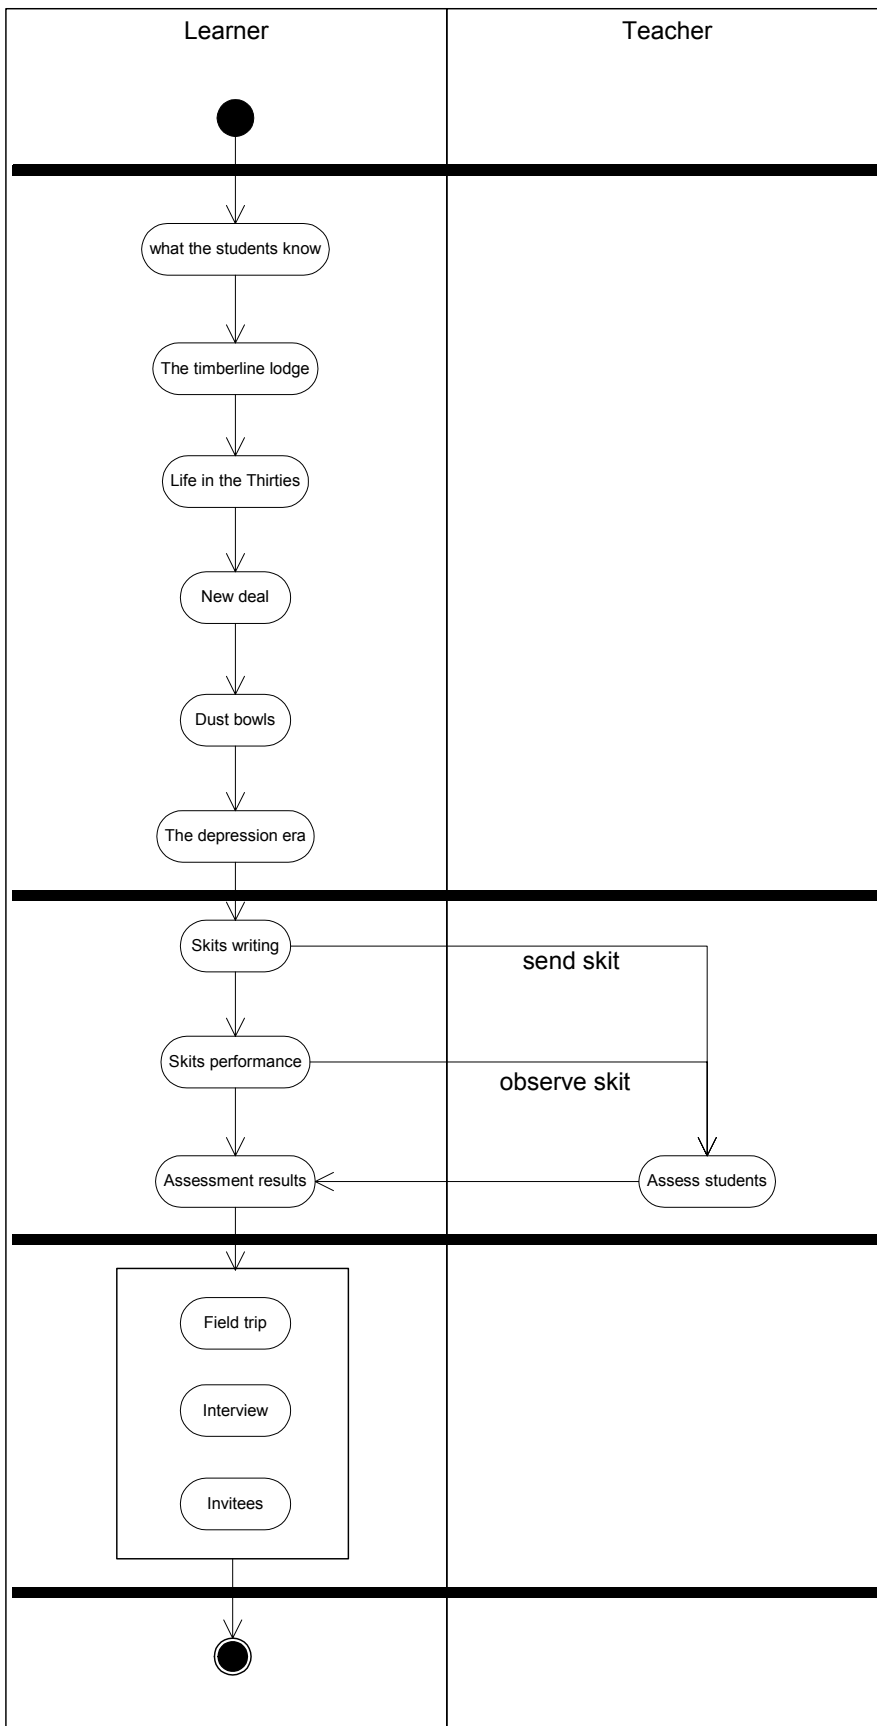 Learner
Teacher
what the students know
The timberline lodge
Life in the Thirties
New deal
Dust bowls
The depression era
Skits writing
send skit
Skits performance
observe skit
Assessment results
Assess students
Field trip
Interview
Invitees